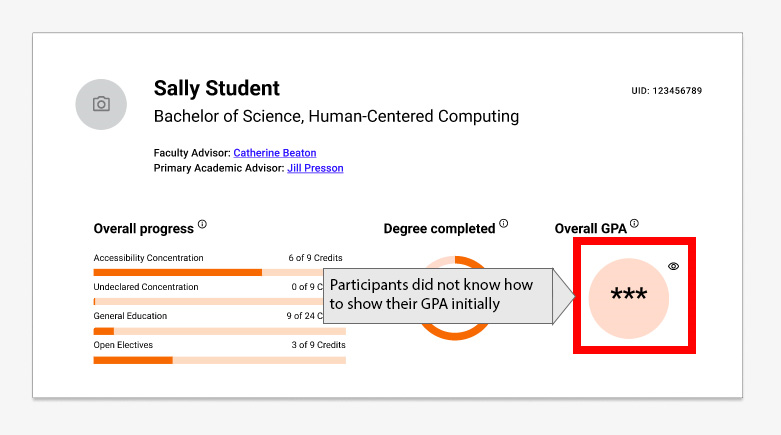 Sally Student
UID: 123456789
Bachelor of Science, Human-Centered Computing
Faculty Advisor: Catherine Beaton
Primary Academic Advisor: Jill Presson
Overall progress
Degree completed
Overall GPA
Accessibility Concentration 6 of 9 Credits
Undeclared Concentration 0 of 9
General Education 9 of 24
Open Electives 3 of 9 Credits
Participants did not know how
to show their GPA initially
***